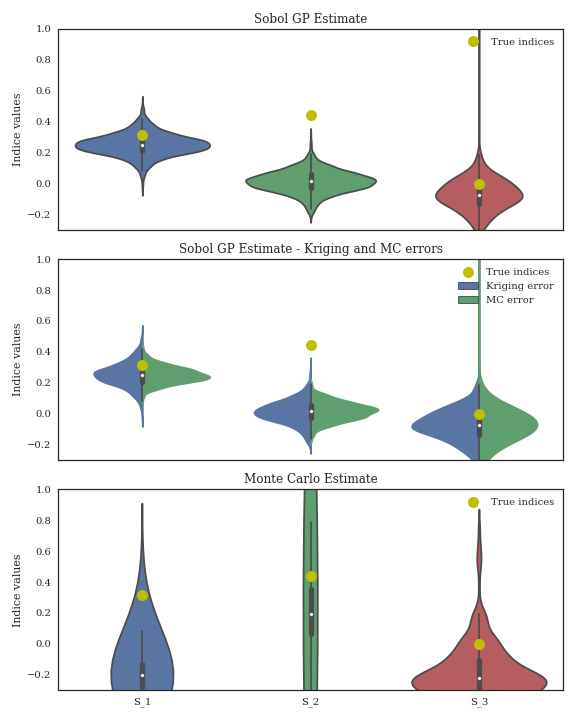 Sobol GP Estimate
1.0
0.8
0.6
0.4
0.2
0.0
−0.2
Indice values
True indices
Sobol GP Estimate - Kriging and MC errors
1.0
0.8
0.6
0.4
0.2
0.0
−0.2
Indice values
True indices
Kriging error
MC error
Monte Carlo Estimate
1.0
0.8
0.6
0.4
0.2
0.0
−0.2
Indice values
True indices
S_1 S_2 S_3